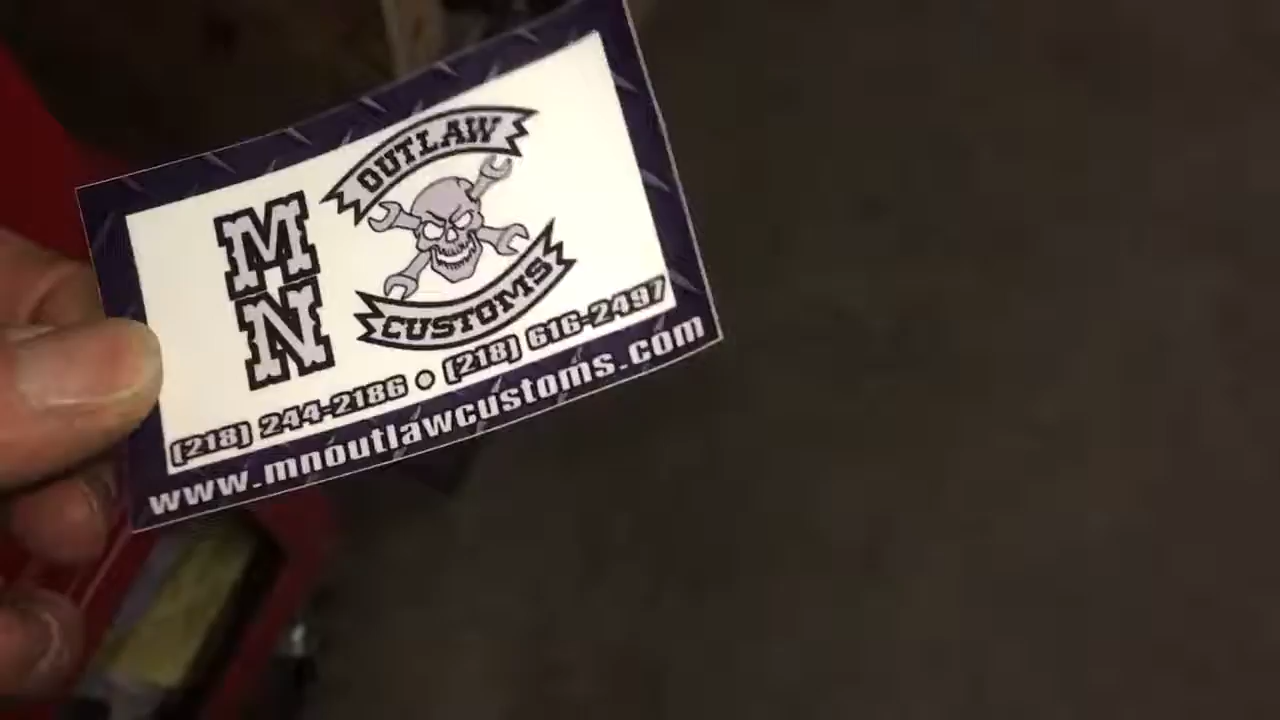 MN
OUTLAW
CUSTOMS
(218) 244-2186 • (218) 616-2497
www.mnoutlawcustoms.com